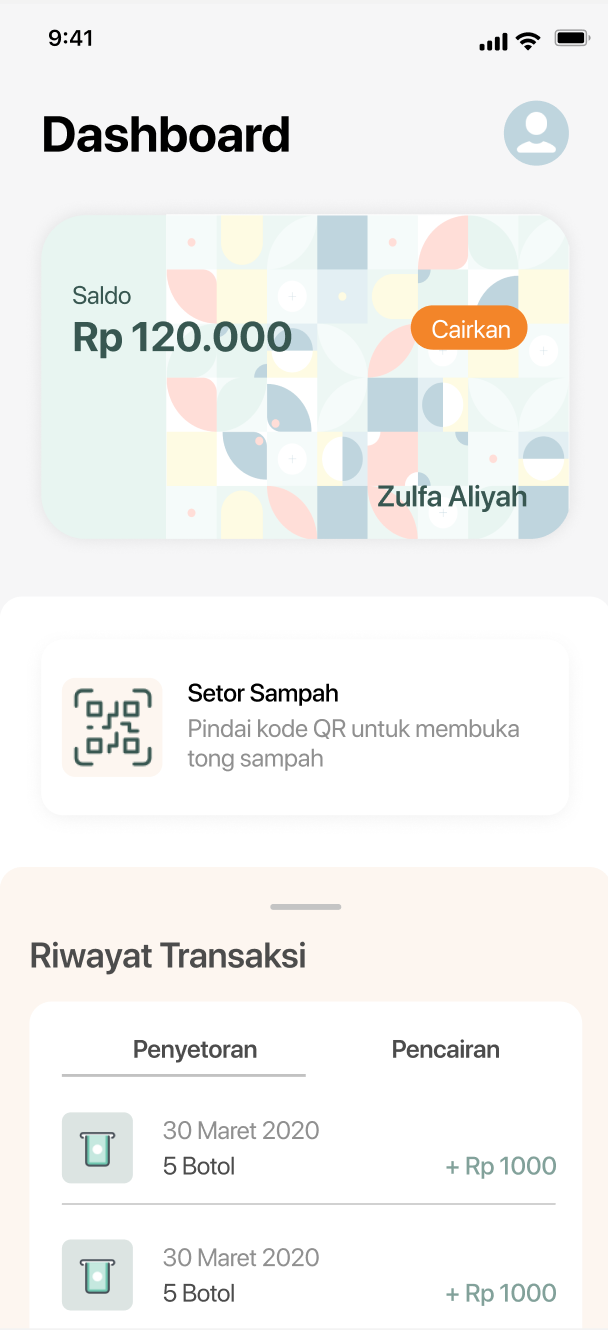 9:41
Dashboard
Saldo
Rp 120.000
Cairkan
Zulfa Aliyah
Setor Sampah
Pindai kode QR untuk membuka
tong sampah
Riwayat Transaksi
Penyetoran
Pencairan
30 Maret 2020
5 Botol
+ Rp 1000
30 Maret 2020
5 Botol
+ Rp 1000